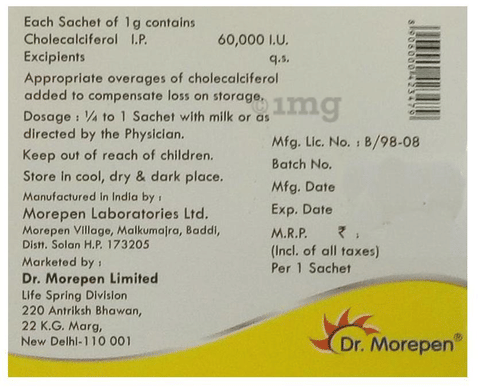 Each Sachet of 1g contains
Cholecalciferol I.P. 60,000 I.U.
Excipients q.s.
Appropriate overages of cholecalciferol
added to compensate loss on storage.
Dosage : ¼ to 1 Sachet with milk or as
directed by the Physician.
Keep out of reach of children.
Store in cool, dry & dark place.
Manufactured in India by :
Morepen Laboratories Ltd.
Morepen Village, Malkumajra, Baddi,
Distt. Solan H.P. 173205
Marketed by :
Dr. Morepen Limited
Life Spring Division
220 Antriksh Bhawan,
22 K.G. Marg,
New Delhi-110 001
1mg
8906000423479
Mfg. Lic. No. : B/98-08
Batch No.
Mfg. Date
Exp. Date
M.R.P. ₹ :
(Incl. of all taxes)
Per 1 Sachet
Dr. Morepen®